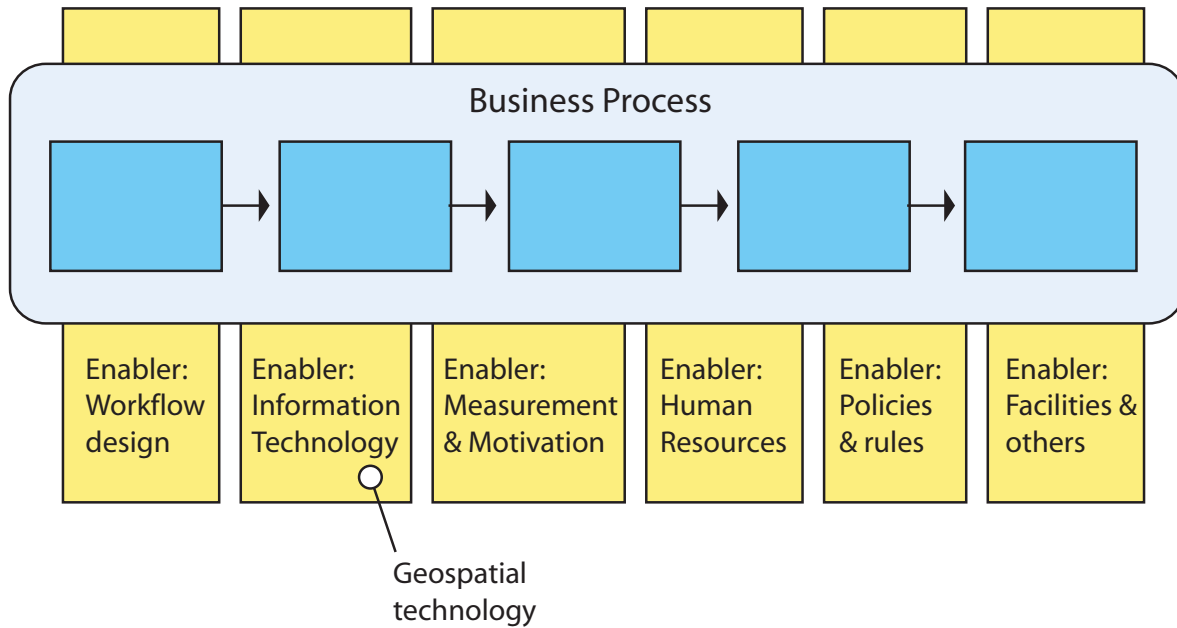 Business Process
Enabler:
Workflow
design
Enabler:
Information
Technology
Enabler:
Measurement
& Motivation
Enabler:
Human
Resources
Enabler:
Policies
& rules
Enabler:
Facilities &
others
Geospatial
technology